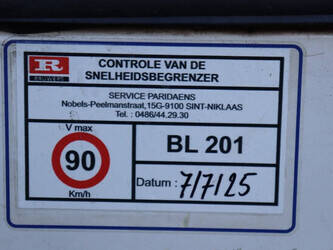 R
BRUWERS
CONTROLE VAN DE
SNELHEIDSBEGRENZER
SERVICE PARIDAENS
Nobels-Peelmanstraat,15G-9100 SINT-NIKLAAS
Tel. : 0486/44.29.30
V max
90
Km/h
BL 201
Datum : 7/7/25